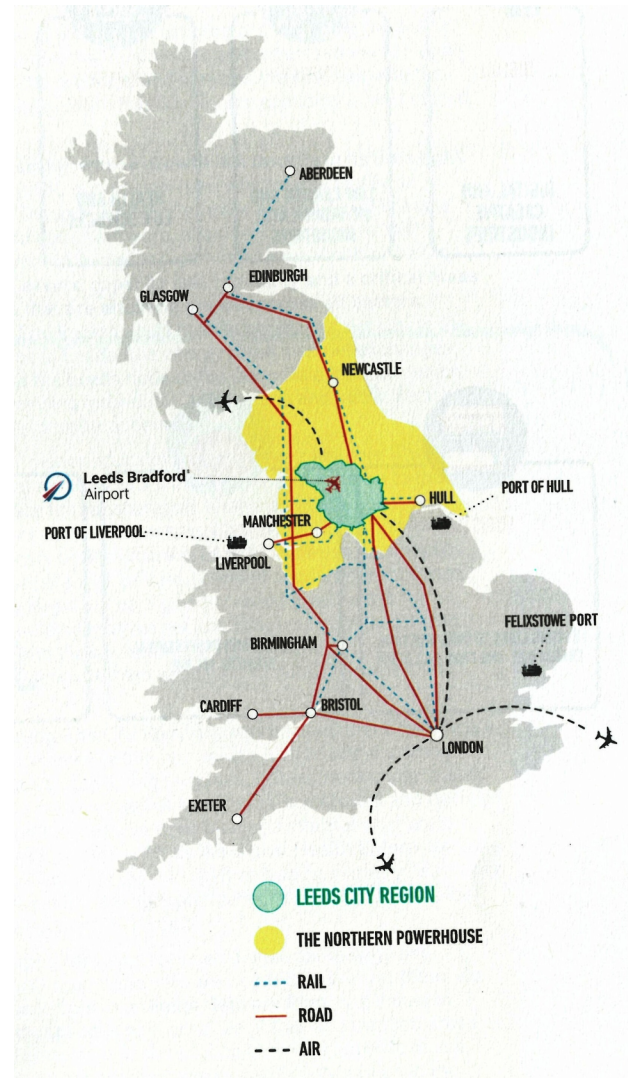 ABERDEEN
EDINBURGH
GLASGOW
NEWCASTLE
Leeds Bradford
Airport
HULL
PORT OF HULL
MANCHESTER
PORT OF LIVERPOOL
LIVERPOOL
FELIXSTOWE PORT
BIRMINGHAM
CARDIFF
BRISTOL
LONDON
EXETER
LEEDS CITY REGION
THE NORTHERN POWERHOUSE
RAIL
ROAD
AIR